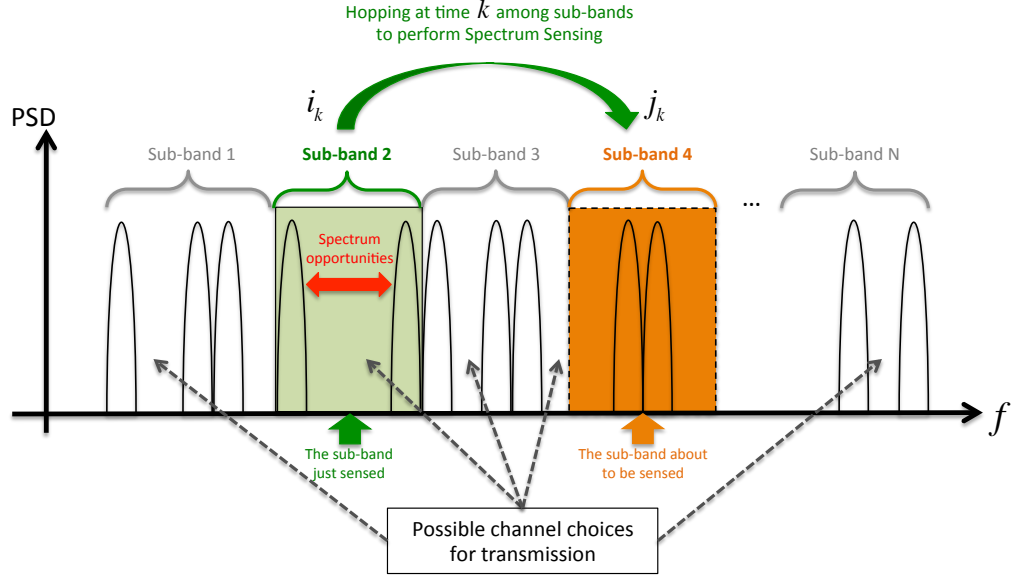 Hopping at time k among sub-bands
to perform Spectrum Sensing
i_k
j_k
PSD
Sub-band 1
Sub-band 2
Sub-band 3
Sub-band 4
Sub-band N
...
Spectrum
opportunities
f
The sub-band
just sensed
The sub-band about
to be sensed
Possible channel choices
for transmission